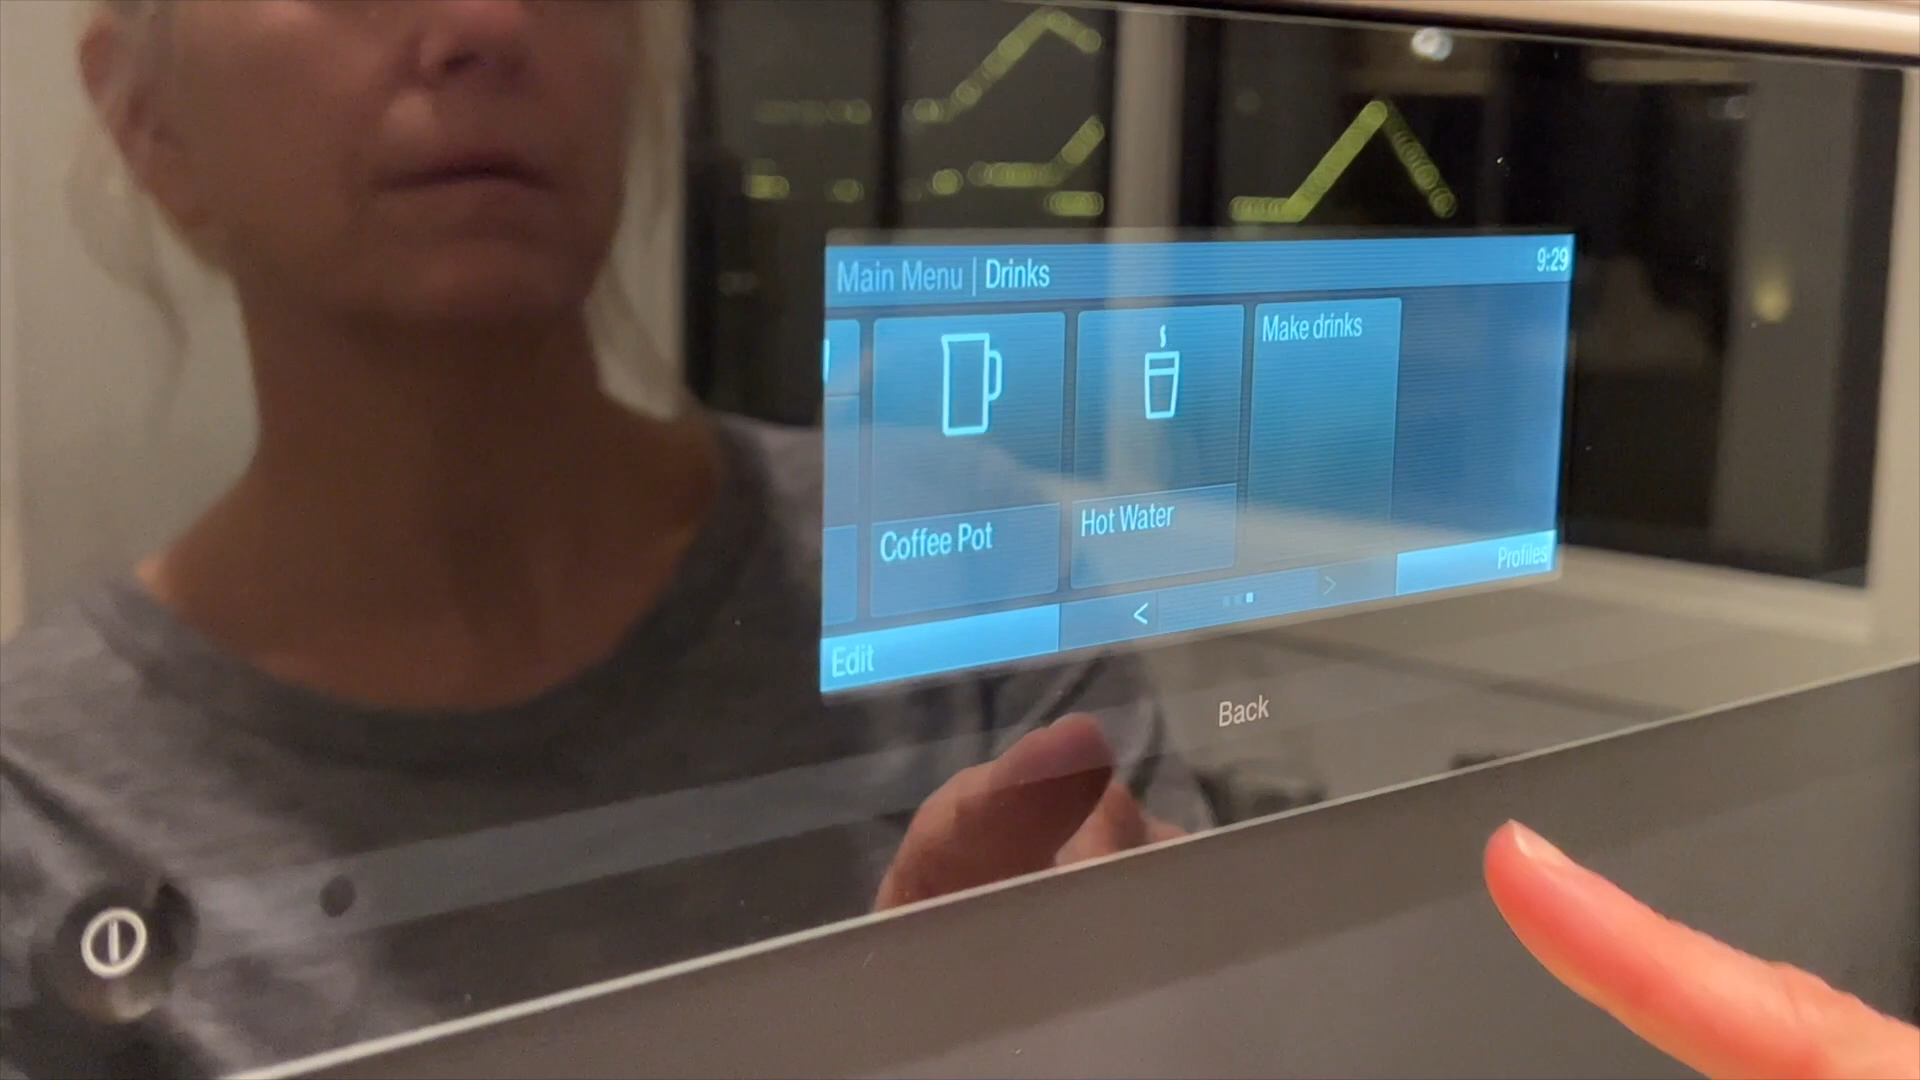 Main Menu | Drinks
9:29
Make drinks
Coffee Pot
Hot Water
Edit
<
>
Profiles
Back